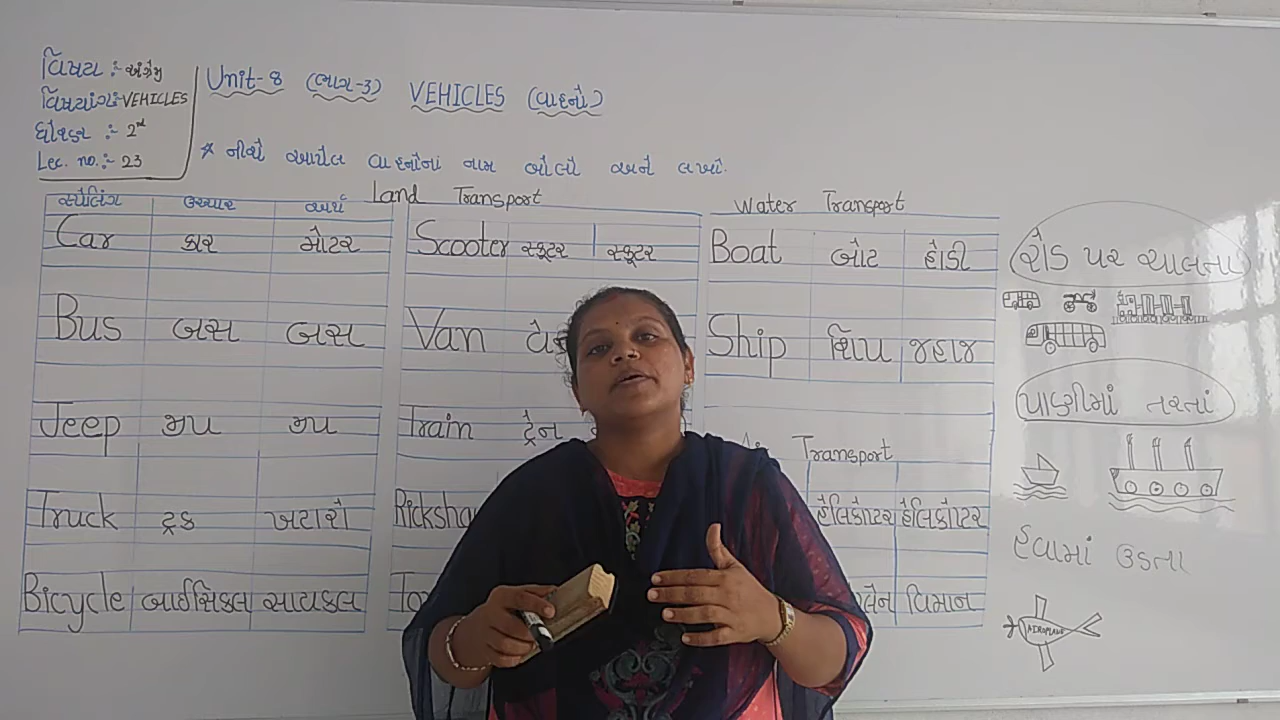 વિષય :- અંગ્રેજી
વિષયાંગ:- VEHICLES
ધોરણ :- 2nd
Lec. no.:- 23
Unit-8 (ભાગ-3) VEHICLES (વાહનો)
* નીચે આપેલ વાહનોનાં નામ બોલો અને લખો.
Land Transport
સ્પેલિંગ ઉચ્ચાર અર્થ
Car કાર મોટર
Bus બસ બસ
Jeep જીપ જીપ
Truck ટ્રક ખટારો
Bicycle બાઈસિકલ સાયકલ
Scooter સ્કૂટર સ્કૂટર
Van
Train ટ્રેન
Water Transport
Boat બોટ હોડી
Ship શિપ જહાજ
Transport
હેલિકોપ્ટર હેલિકોપ્ટર
વિમાન
રોડ પર ચાલતા
પાણીમાં તરતાં
હવામાં ઉડતા
AIROPLANE